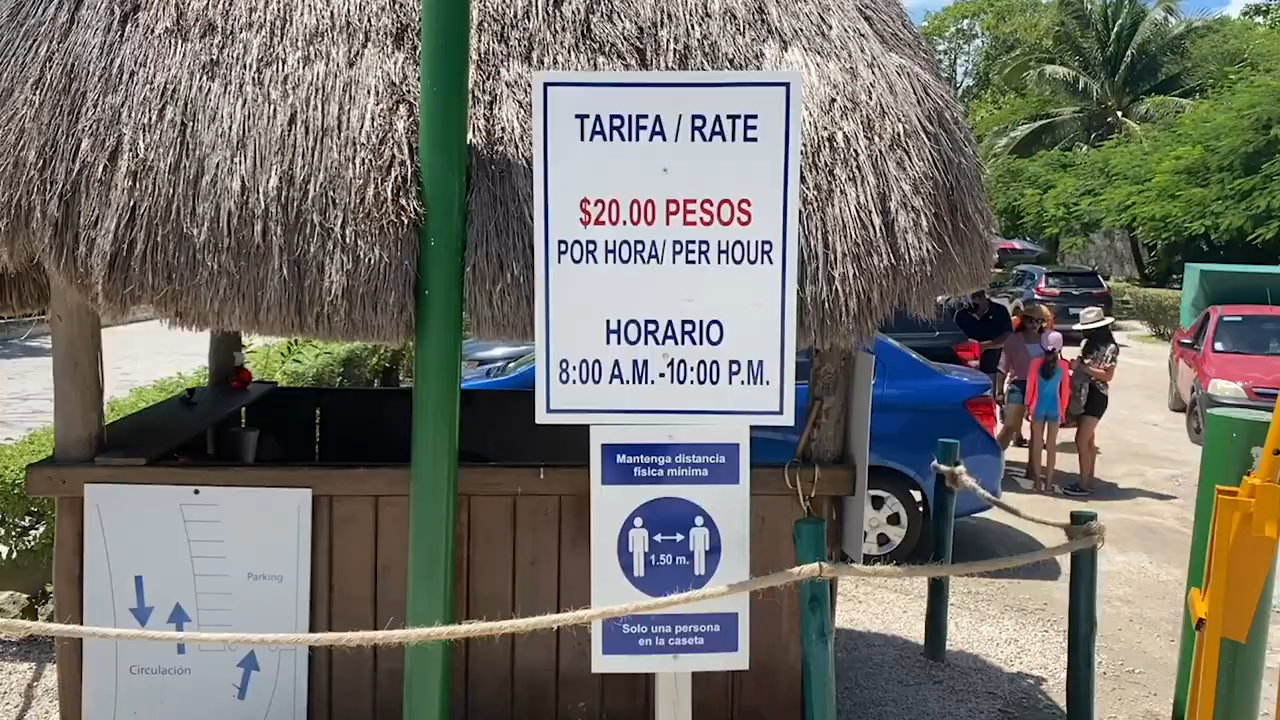 TARIFA / RATE
$20.00 PESOS
POR HORA/ PER HOUR
HORARIO
8:00 A.M.-10:00 P.M.
Mantenga distancia
física mínima
1.50 m.
Solo una persona
en la caseta
Parking
Circulación